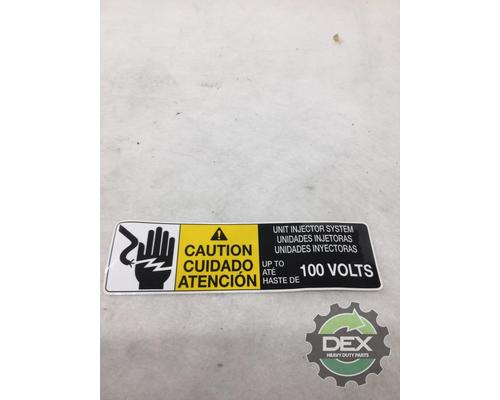 CAUTION
CUIDADO
ATENCIÓN
UNIT INJECTOR SYSTEM
UNIDADES INJETORAS
UNIDADES INYECTORAS
UP TO
ATÉ
HASTE DE
100 VOLTS
DEX
HEAVY DUTY PARTS